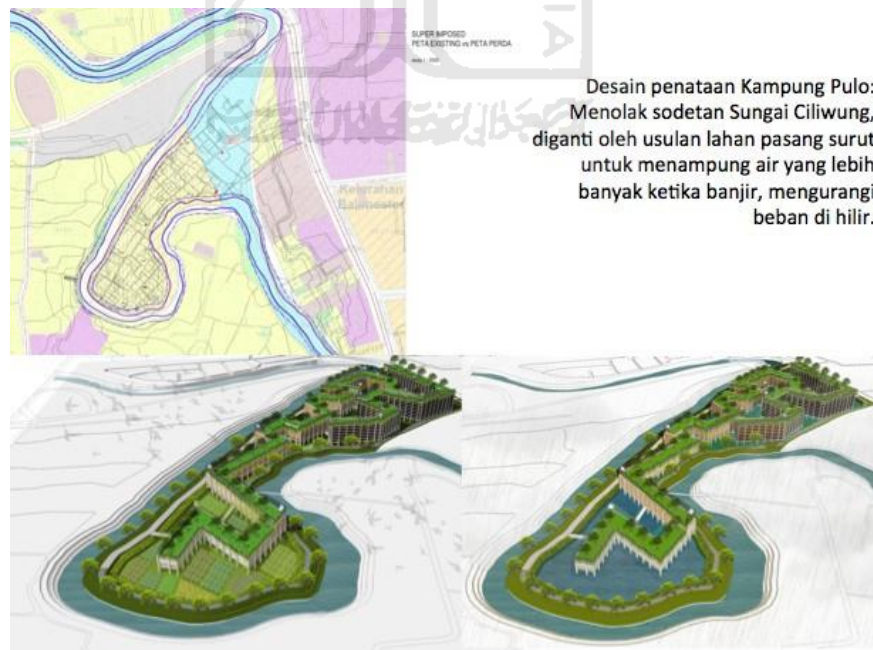 SUPER IMPOSED
PETA EXISTING vs PETA PERDA
Desain penataan Kampung Pulo:
Menolak sodetan Sungai Ciliwung,
diganti oleh usulan lahan pasang surut
untuk menampung air yang lebih
banyak ketika banjir, mengurangi
beban di hilir.
Kelurahan